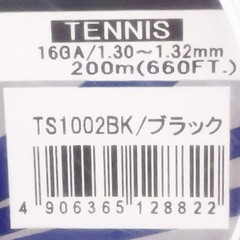 TENNIS
16GA/1.30~1.32mm
200m(660FT.)
TS1002BK/ブラック
4 906365 128822